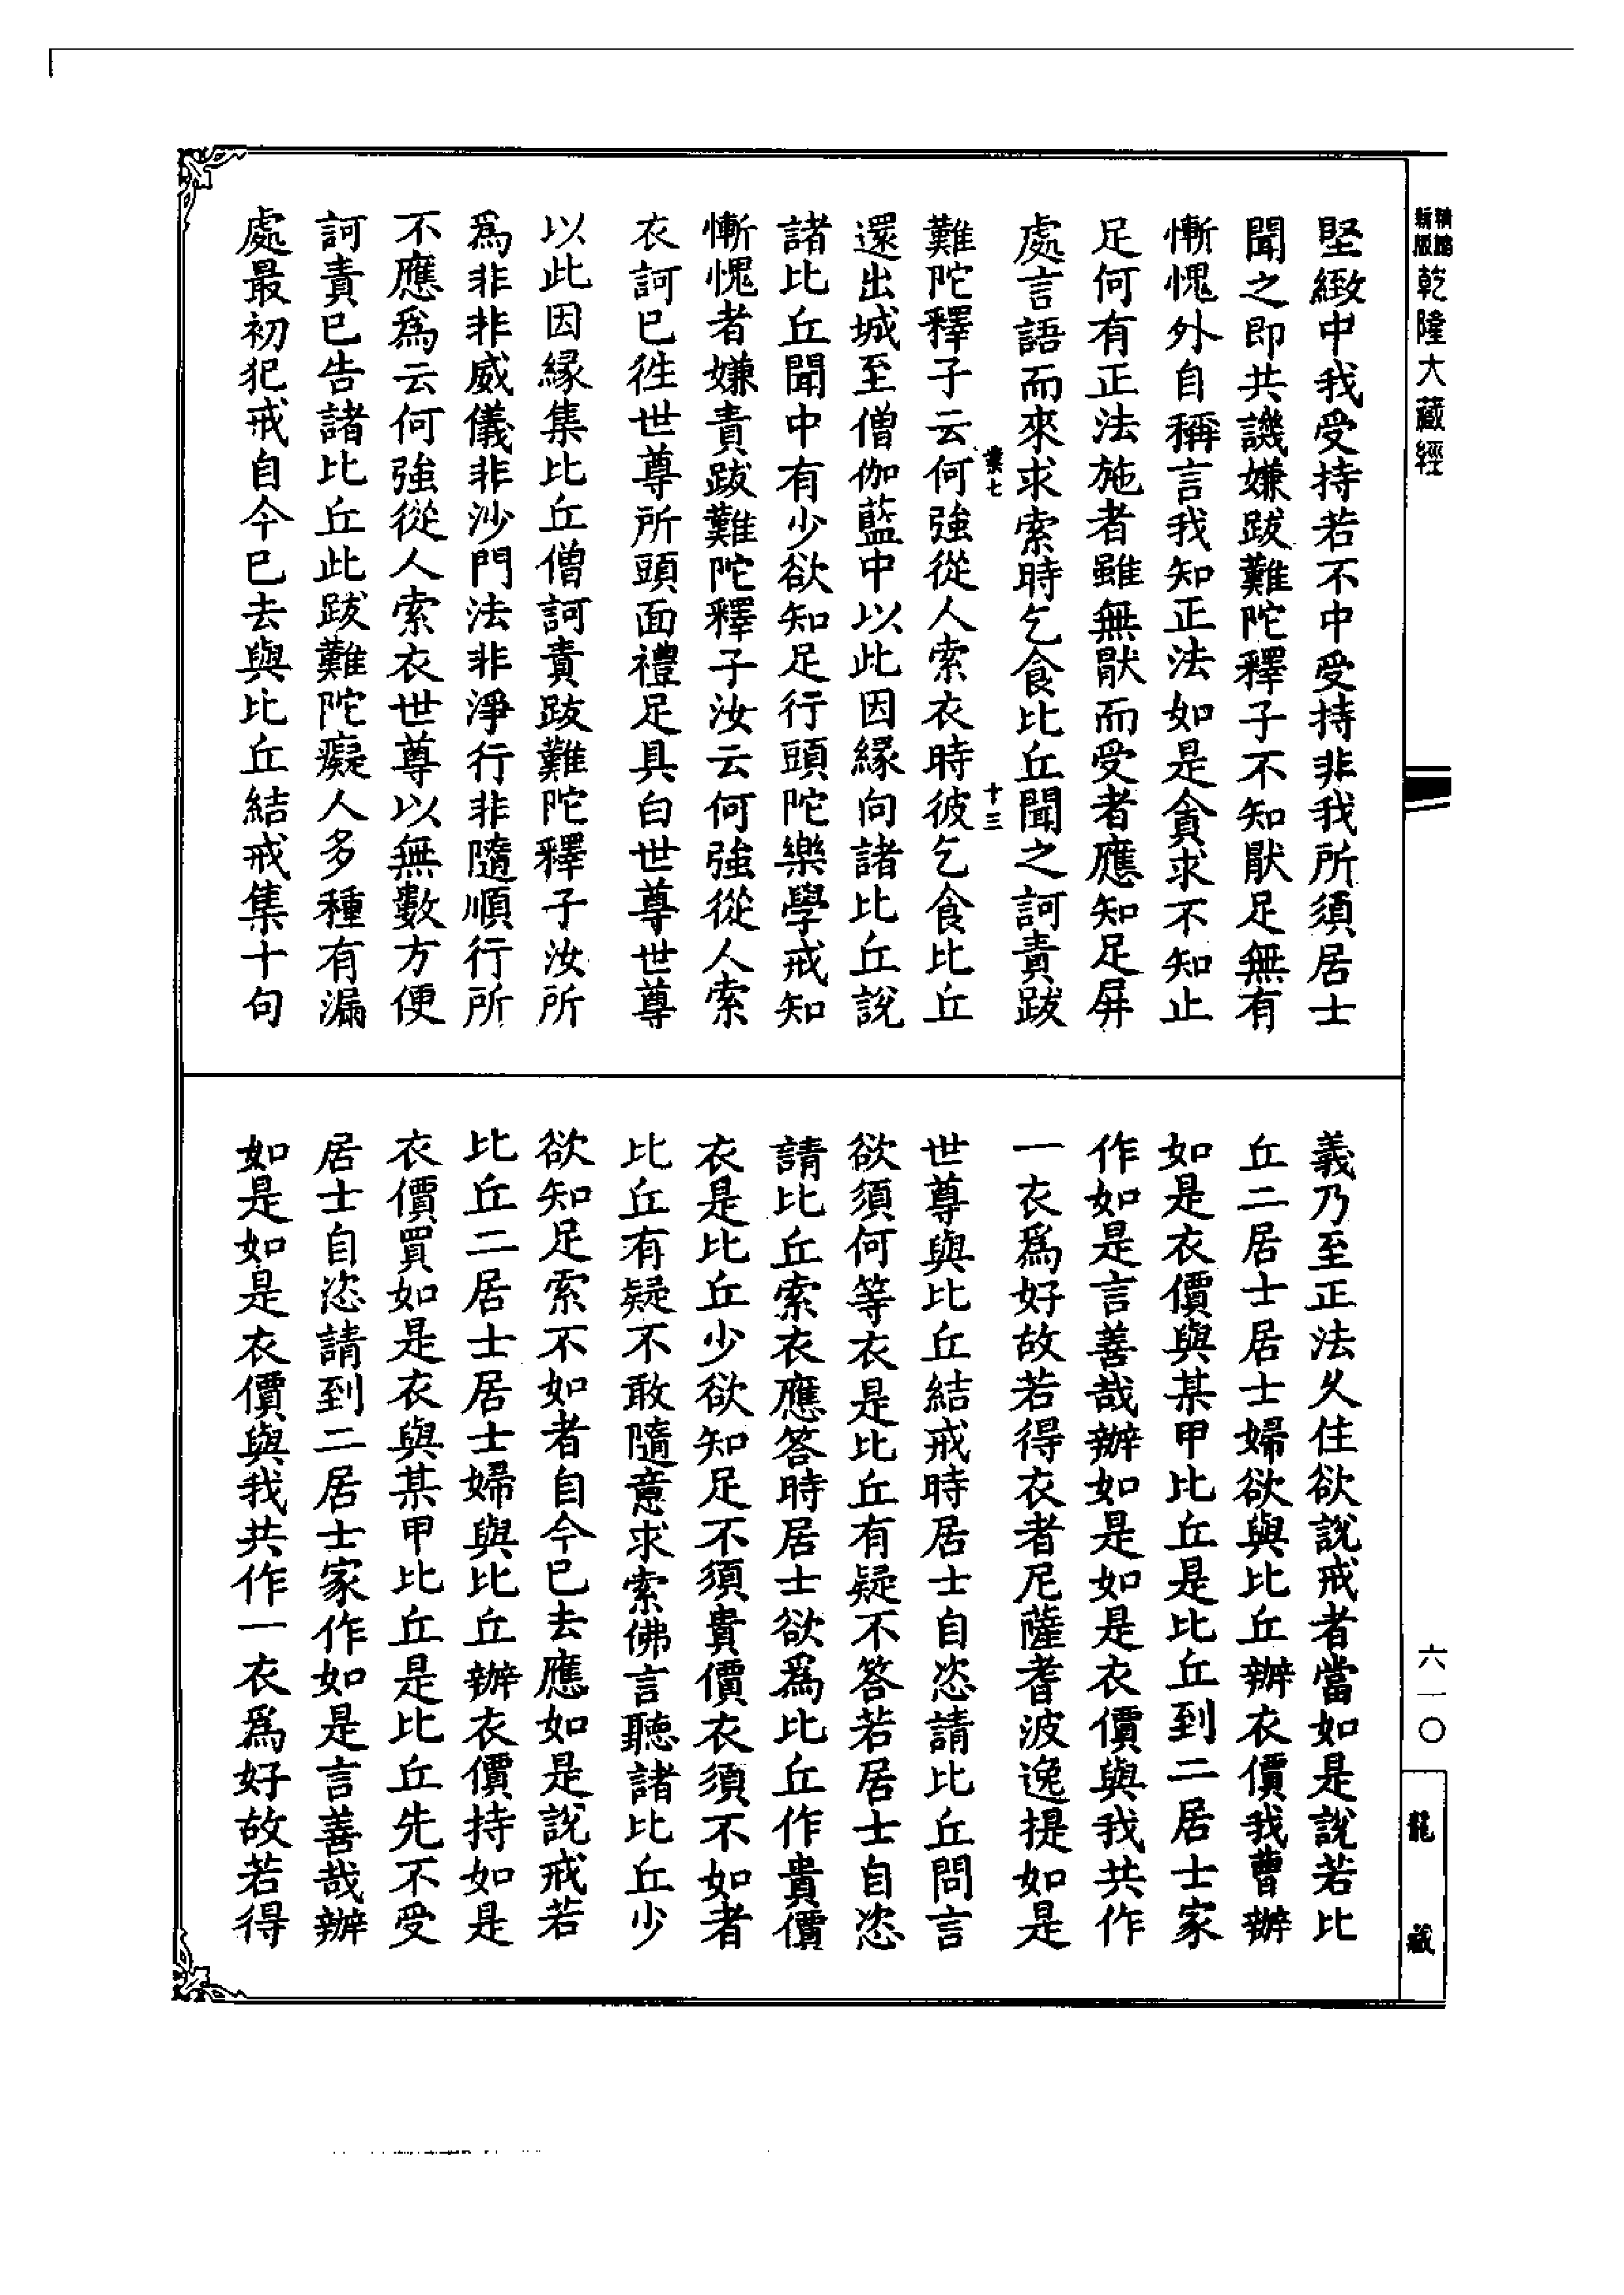 精縮
新版
乾隆大藏經
堅緻中我受持若不中受持非我所須居士
聞之即共譏嫌跋難陀釋子不知厭足無有
慚愧外自稱言我知正法如是貪求不知止
足何有正法施者雖無厭而受者應知足屏
處言語而來求索時乞食比丘聞之訶責跋
業七
十三
難陀釋子云何強從人索衣時彼乞食比丘
還出城至僧伽藍中以此因緣向諸比丘說
諸比丘聞中有少欲知足行頭陀樂學戒知
慚愧者嫌責跋難陀釋子汝云何強從人索
衣訶已徃世尊所頭面禮足具白世尊世尊
以此因緣集比丘僧訶責跋難陀釋子汝所
爲非非威儀非沙門法非淨行非隨順行所
不應爲云何強從人索衣世尊以無數方便
訶責已告諸比丘此跋難陀癡人多種有漏
處最初犯戒自今已去與比丘結戒集十句
義乃至正法久住欲說戒者當如是說若比
丘二居士居士婦欲與比丘辦衣價我曹辦
如是衣價與某甲比丘是比丘到二居士家
作如是言善哉辦如是如是衣價與我共作
一衣爲好故若得衣者尼薩耆波逸提如是
世尊與比丘結戒時居士自恣請比丘問言
欲須何等衣是比丘有疑不答若居士自恣
請比丘索衣應答時居士欲爲比丘作貴價
衣是比丘少欲知足不須貴價衣須不如者
比丘有疑不敢隨意求索佛言聽諸比丘少
欲知足索不如者自今已去應如是說戒若
比丘二居士居士婦與比丘辦衣價持如是
衣價買如是衣與某甲比丘是比丘先不受
居士自恣請到二居士家作如是言善哉辦
如是如是衣價與我共作一衣爲好故若得
六一〇
龍藏